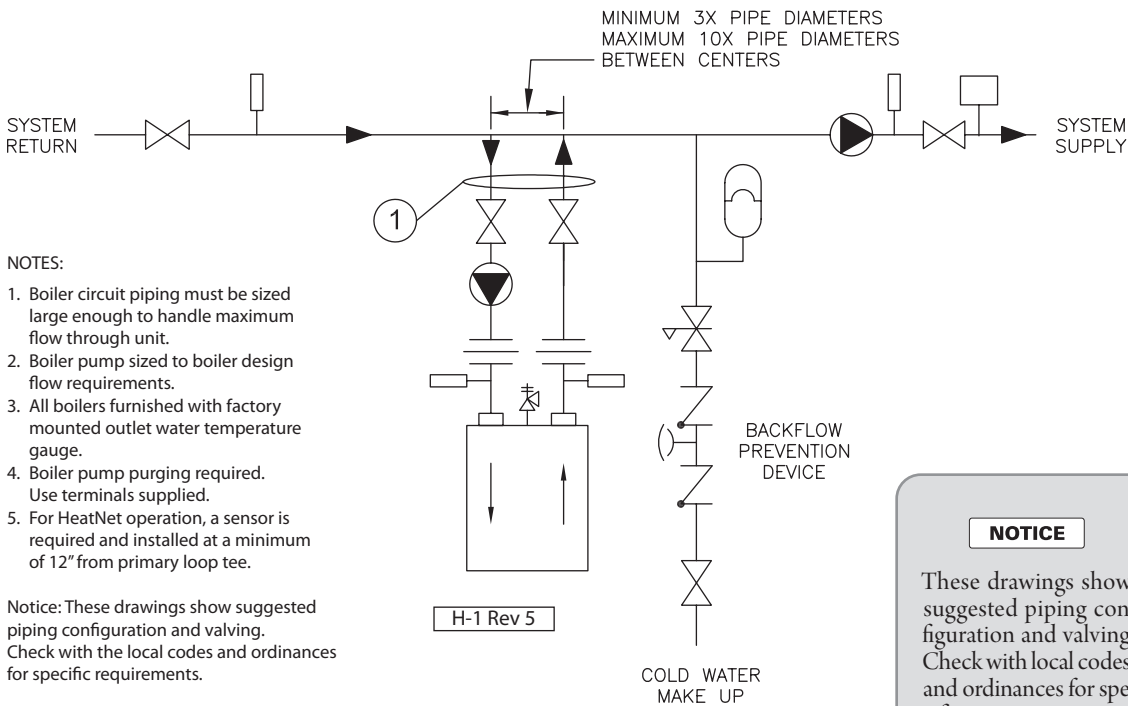 MINIMUM 3X PIPE DIAMETERS
MAXIMUM 10X PIPE DIAMETERS
BETWEEN CENTERS
SYSTEM
RETURN
SYSTEM
SUPPLY
1
NOTES:
1. Boiler circuit piping must be sized
large enough to handle maximum
flow through unit.
2. Boiler pump sized to boiler design
flow requirements.
3. All boilers furnished with factory
mounted outlet water temperature
gauge.
4. Boiler pump purging required.
Use terminals supplied.
5. For HeatNet operation, a sensor is
required and installed at a minimum
of 12" from primary loop tee.
Notice: These drawings show suggested
piping configuration and valving.
Check with the local codes and ordinances
for specific requirements.
H-1 Rev 5
BACKFLOW
PREVENTION
DEVICE
COLD WATER
MAKE UP
NOTICE
These drawings show
suggested piping con
figuration and valving
Check with local codes
and ordinances for spe